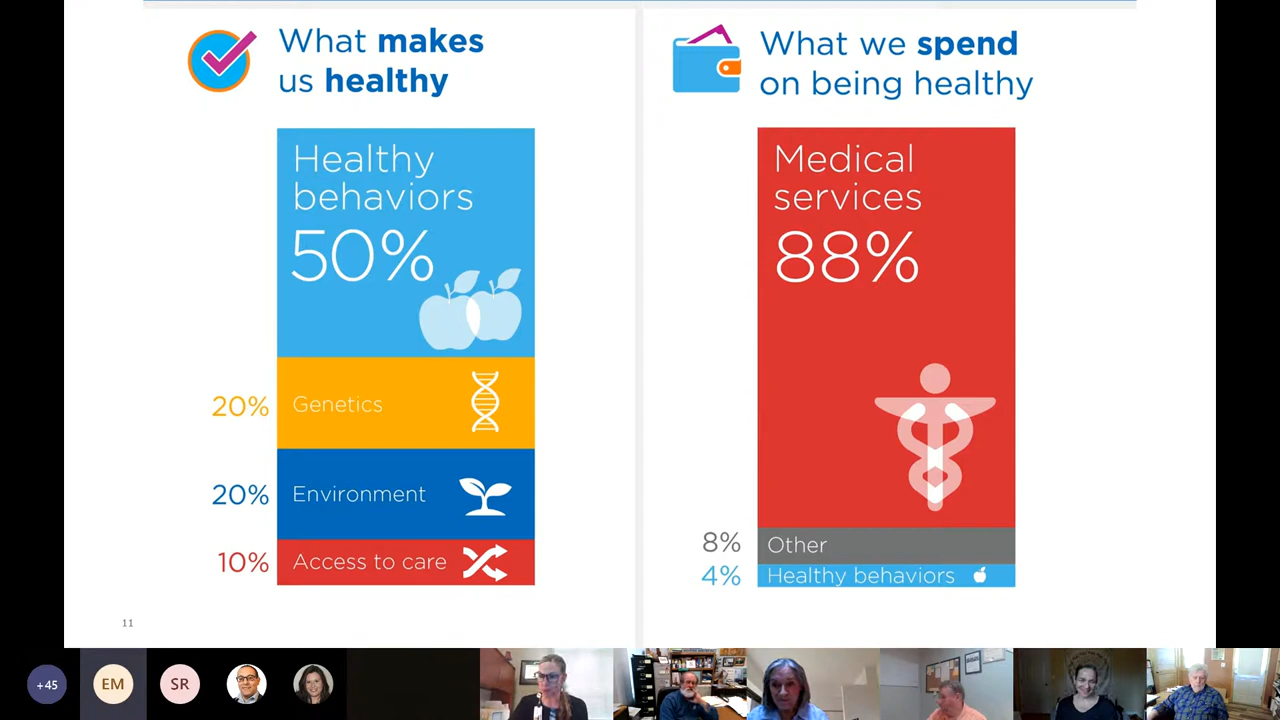 What makes
us healthy
Healthy
behaviors
50%
20%
Genetics
20%
Environment
10%
Access to care
What we spend
on being healthy
Medical
services
88%
8%
Other
4%
Healthy behaviors
11
+45
EM
SR